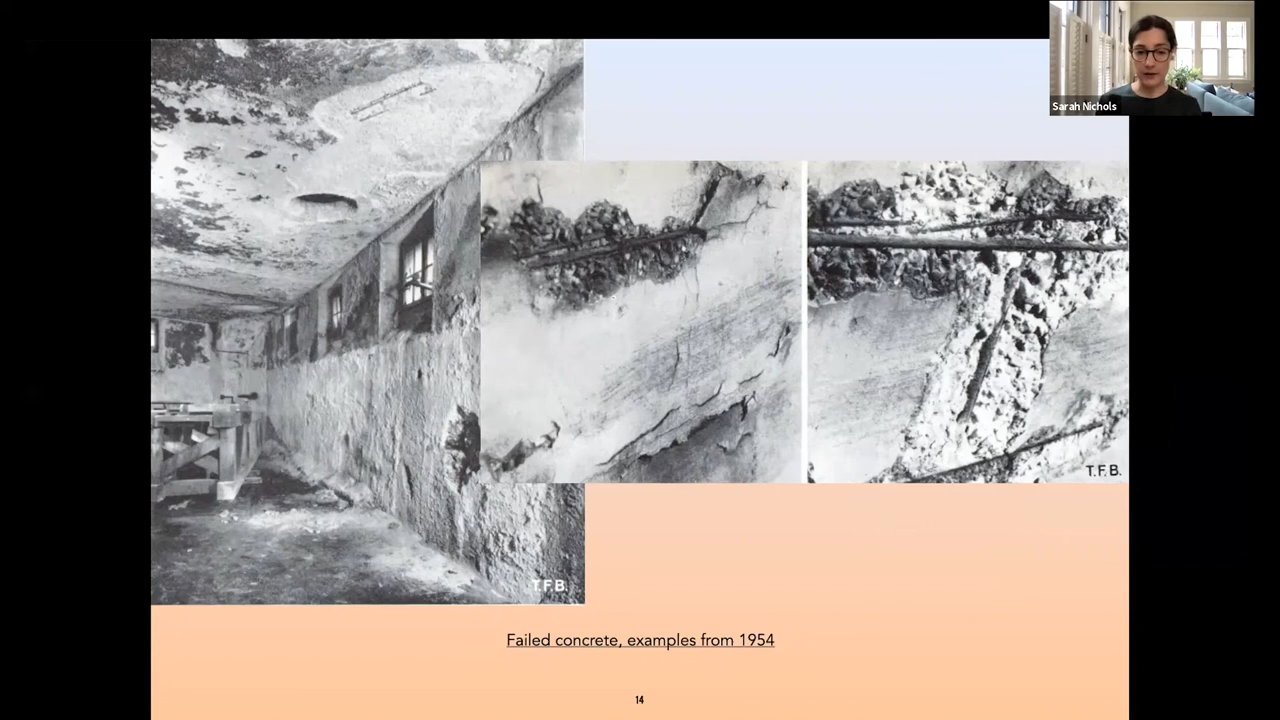 Sarah Nichols
T.F.B.
T.F.B.
Failed concrete, examples from 1954
14